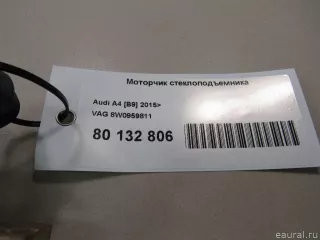 Моторчик стеклоподъемника
Audi A4 [B9] 2015>
VAG 8W0959811
80 132 806
eaural.ru